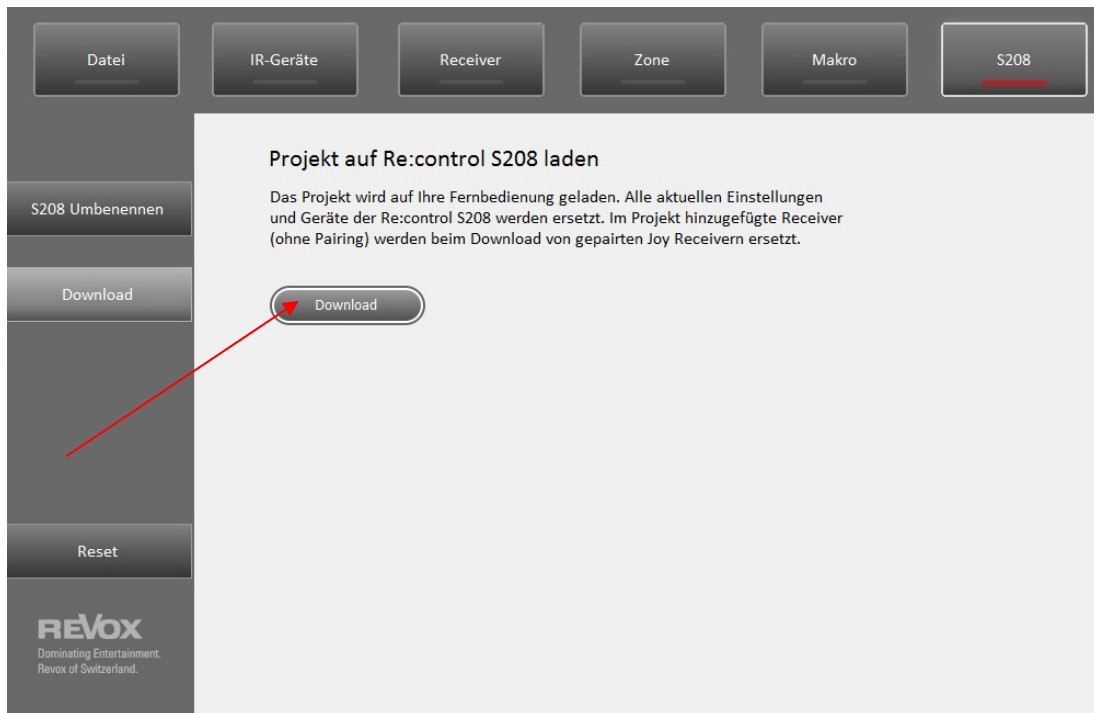 Datei
IR-Geräte
Receiver
Zone
Makro
S208
Projekt auf Re:control S208 laden
Das Projekt wird auf Ihre Fernbedienung geladen. Alle aktuellen Einstellungen
und Geräte der Re:control S208 werden ersetzt. Im Projekt hinzugefügte Receiver
(ohne Pairing) werden beim Download von gepairten Joy Receivern ersetzt.
Download
S208 Umbenennen
Download
Reset
REVOX
Dominating Entertainment.
Revox of Switzerland.